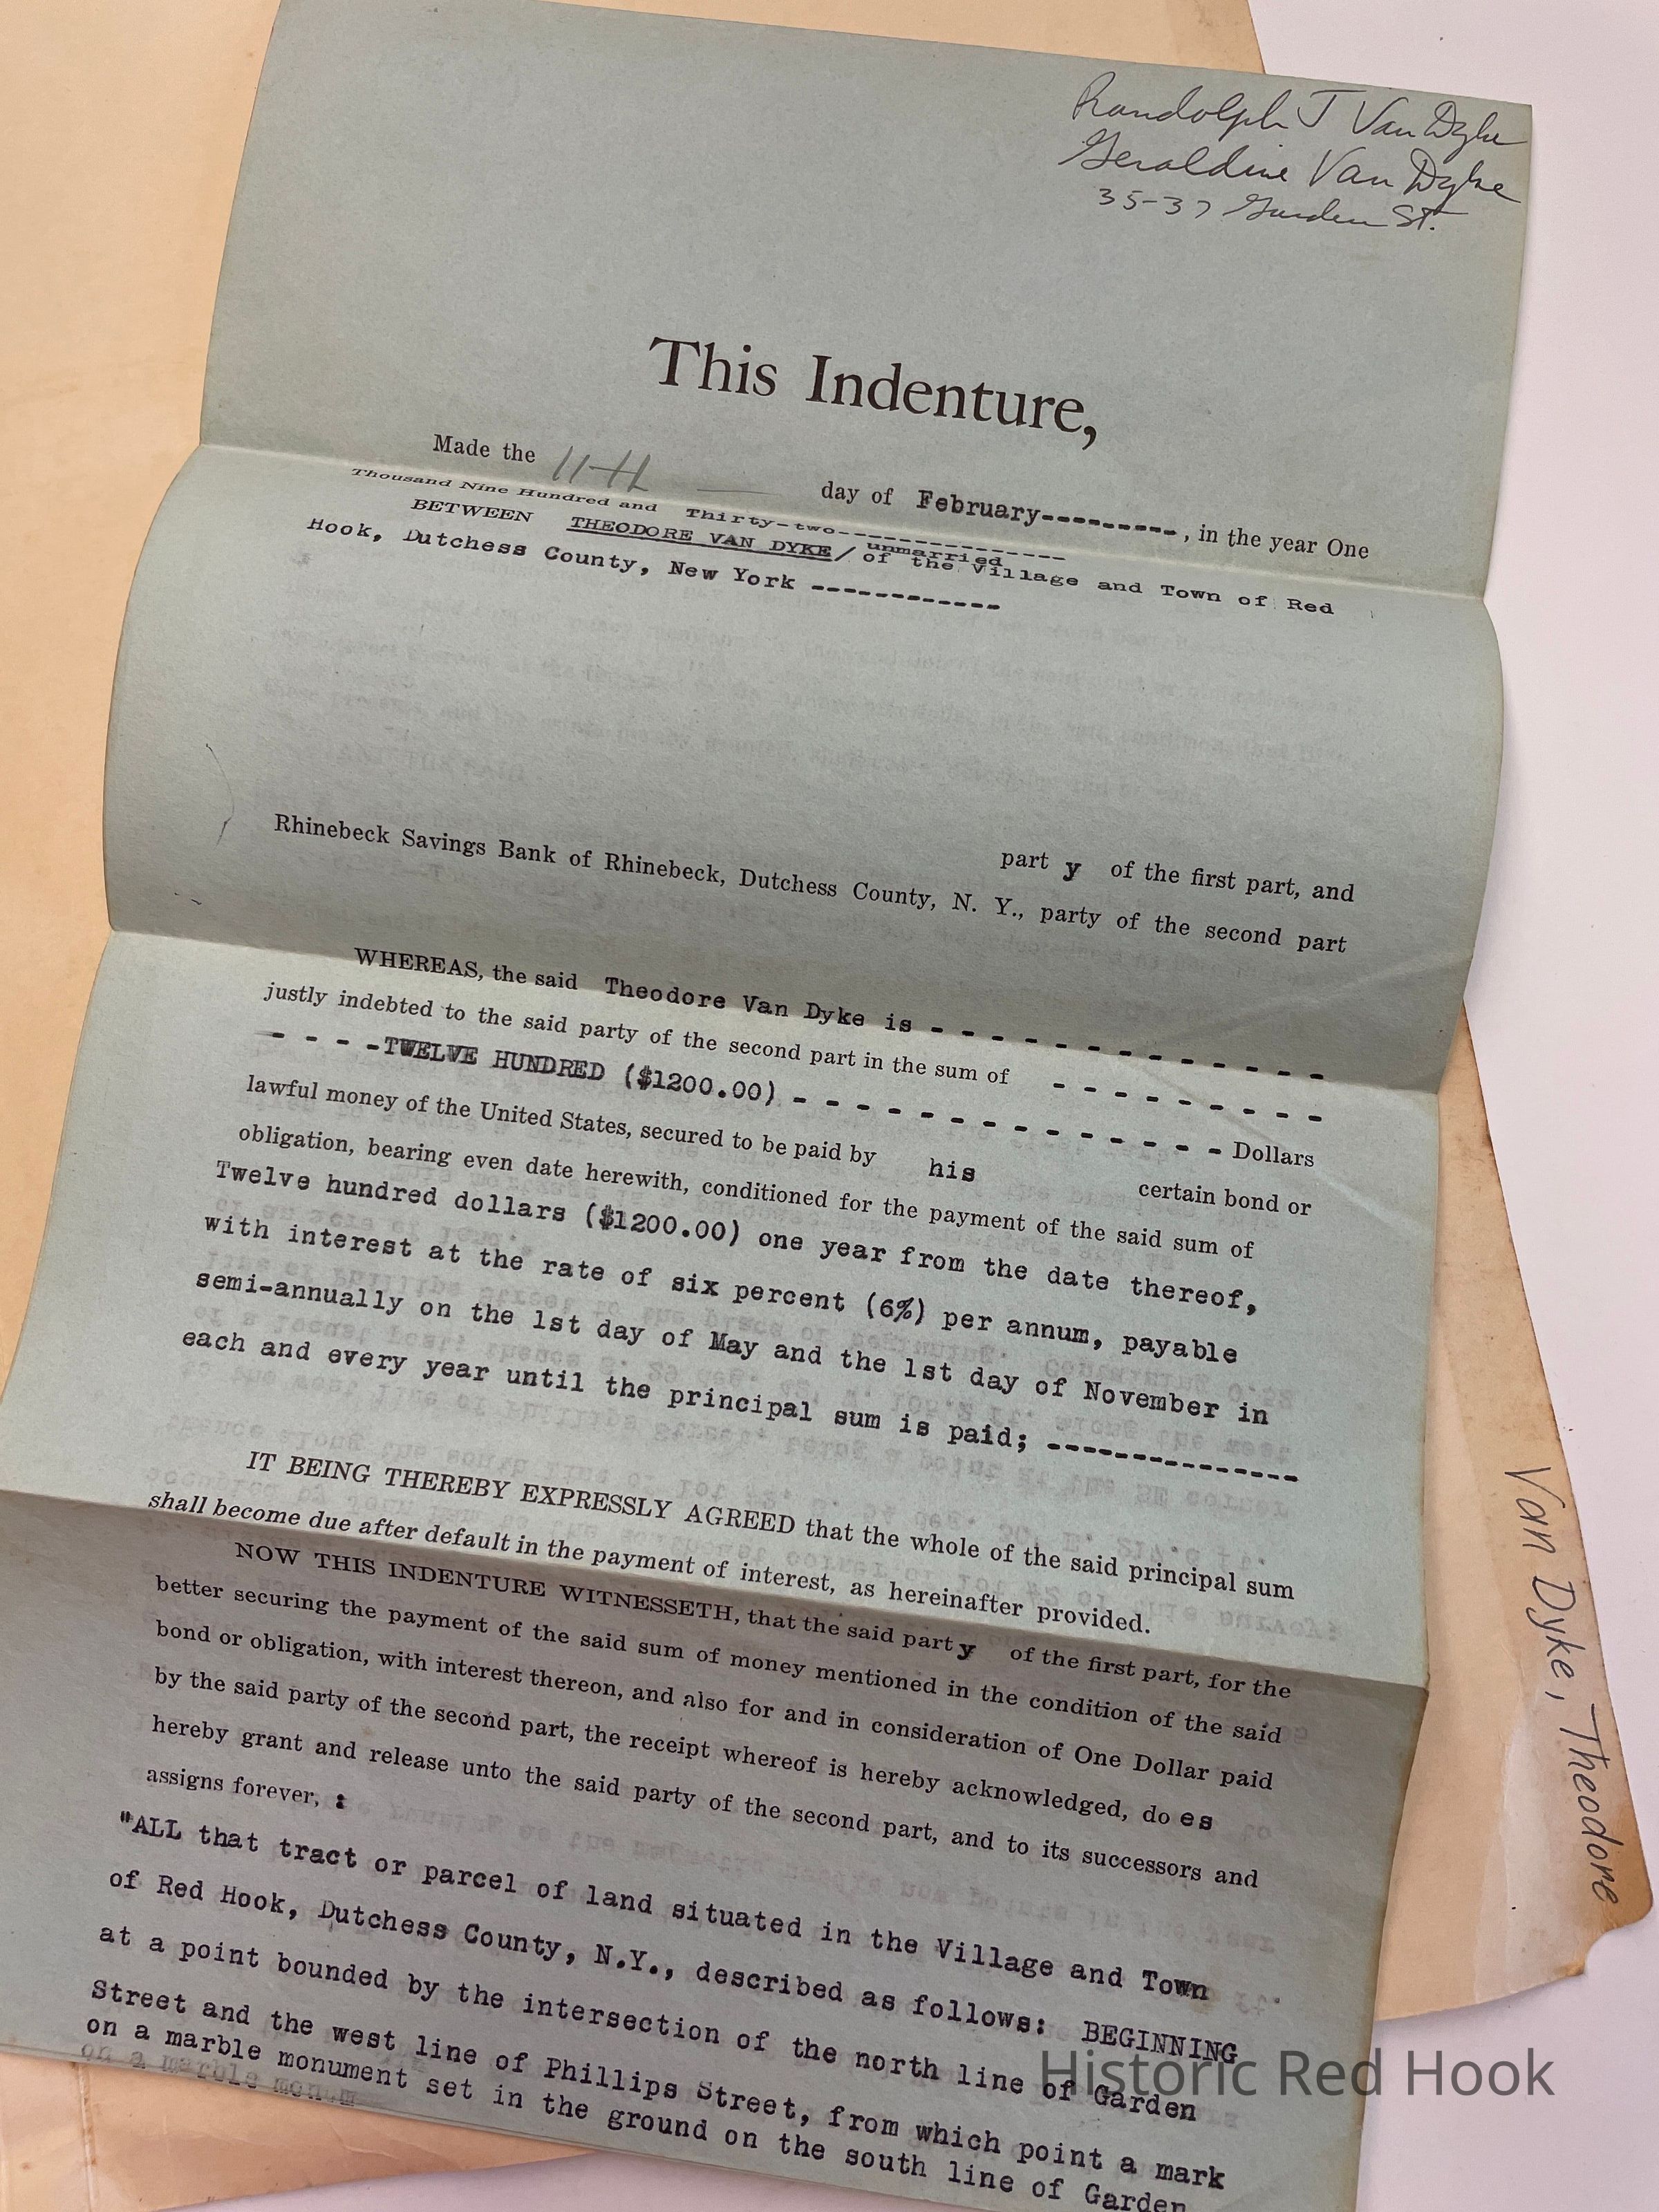 Randolph J Van Dyke
Geraldine Van Dyke
35-37 Garden St.
This Indenture,
Made the 11th day of February---------, in the year One
Thousand Nine Hundred and Thirty-two-------------------
unmarried
BETWEEN THEODORE VAN DYKE/ of the Village and Town of Red
Hook, Dutchess County, New York ------------
part y of the first part, and
Rhinebeck Savings Bank of Rhinebeck, Dutchess County, N. Y., party of the second part
WHEREAS, the said Theodore Van Dyke is - - - - - - - - - - - - - -
justly indebted to the said party of the second part in the sum of - - - - - - - - -
- - - -TWELVE HUNDRED ($1200.00) - - - - - - - - - - - - - - Dollars
lawful money of the United States, secured to be paid by his certain bond or
obligation, bearing even date herewith, conditioned for the payment of the said sum of
Twelve hundred dollars ($1200.00) one year from the date thereof,
with interest at the rate of six percent (6%) per annum, payable
semi-annually on the 1st day of May and the 1st day of November in
each and every year until the principal sum is paid; ---------------
IT BEING THEREBY EXPRESSLY AGREED that the whole of the said principal sum
shall become due after default in the payment of interest, as hereinafter provided.
NOW THIS INDENTURE WITNESSETH, that the said part y of the first part, for the
better securing the payment of the said sum of money mentioned in the condition of the said
bond or obligation, with interest thereon, and also for and in consideration of One Dollar paid
by the said party of the second part, the receipt whereof is hereby acknowledged, do es
hereby grant and release unto the said party of the second part, and to its successors and
assigns forever, :
"ALL that tract or parcel of land situated in the Village and Town
of Red Hook, Dutchess County, N.Y., described as follows: BEGINNING
at a point bounded by the intersection of the north line of Garden
Street and the west line of Phillips Street, from which point a mark
on a marble monument set in the ground on the south line of Garden
on a marble monum
Van Dyke, Theodore
Historic Red Hook